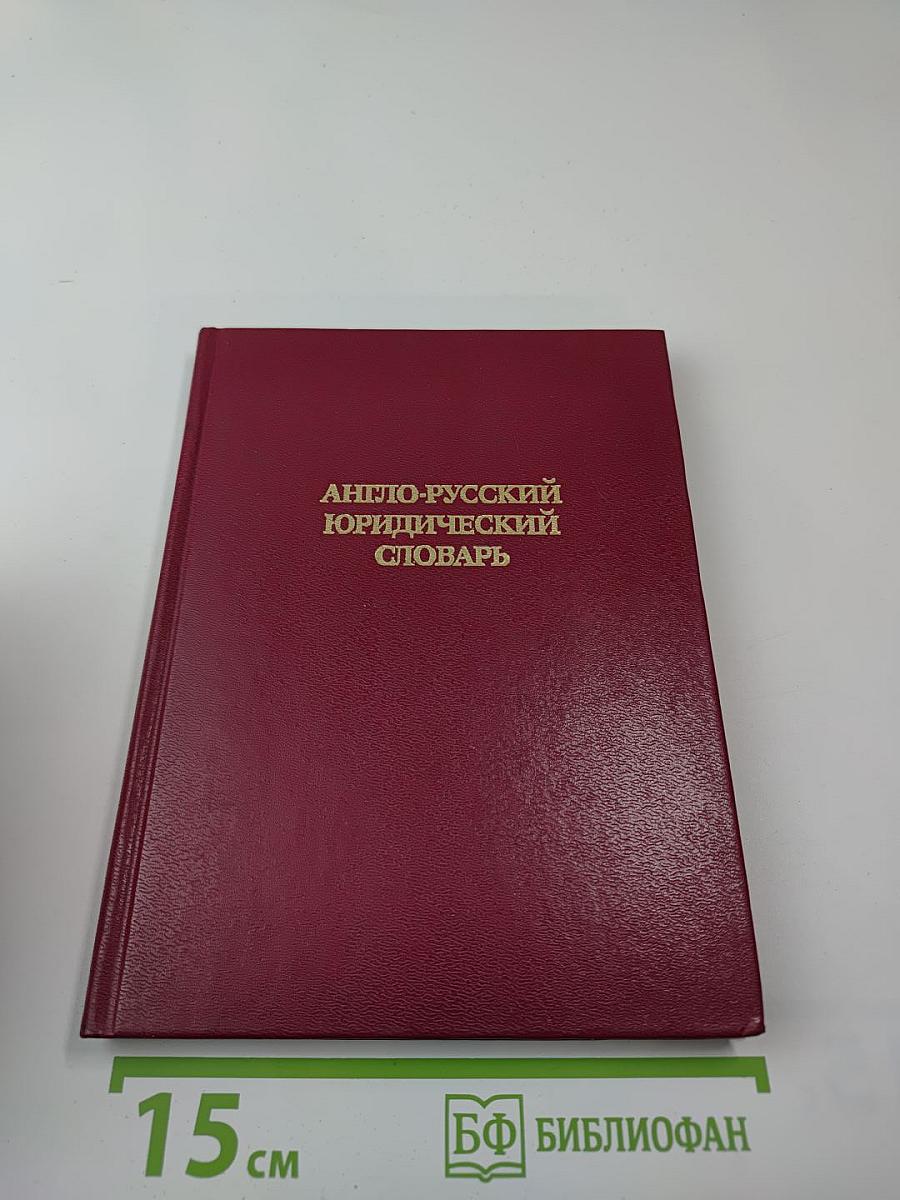 АНГЛО-РУССКИЙ
ЮРИДИЧЕСКИЙ
СЛОВАРЬ
15 см
БФ БИБЛИОФАН